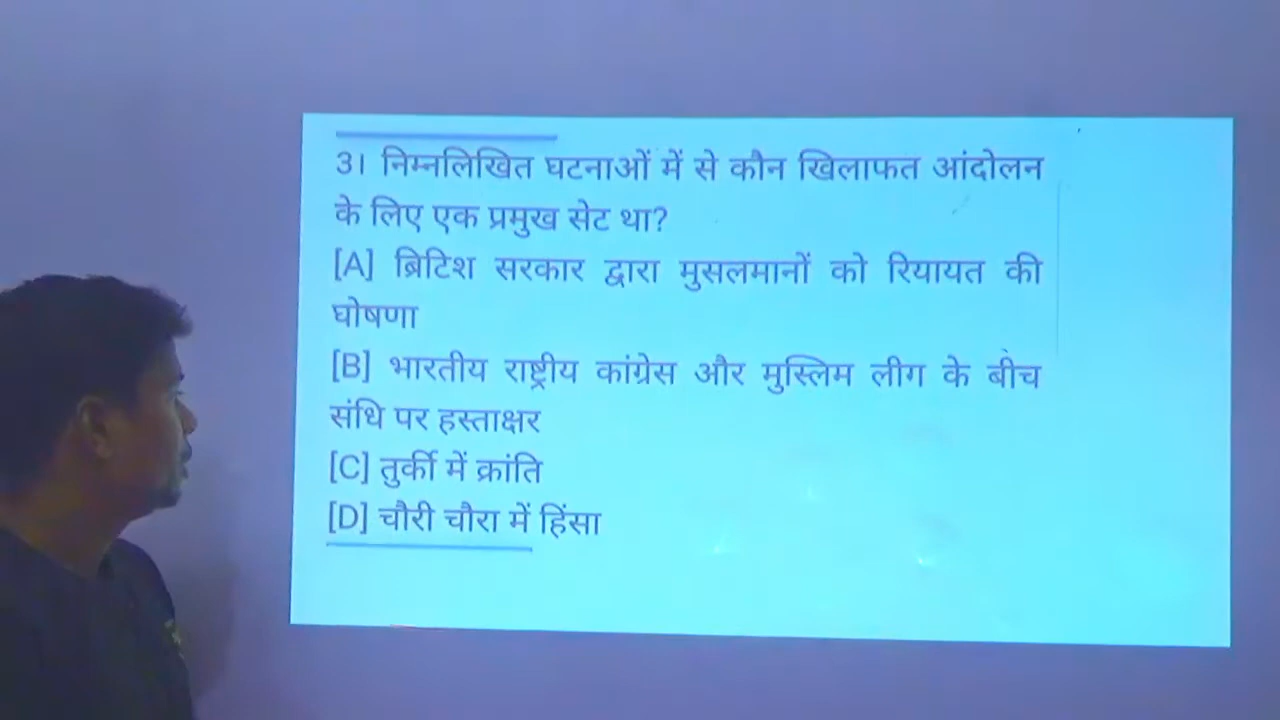 3। निम्नलिखित घटनाओं में से कौन खिलाफत आंदोलन
के लिए एक प्रमुख सेट था?
[A] ब्रिटिश सरकार द्वारा मुसलमानों को रियायत की
घोषणा
[B] भारतीय राष्ट्रीय कांग्रेस और मुस्लिम लीग के बीच
संधि पर हस्ताक्षर
[C] तुर्की में क्रांति
[D] चौरी चौरा में हिंसा